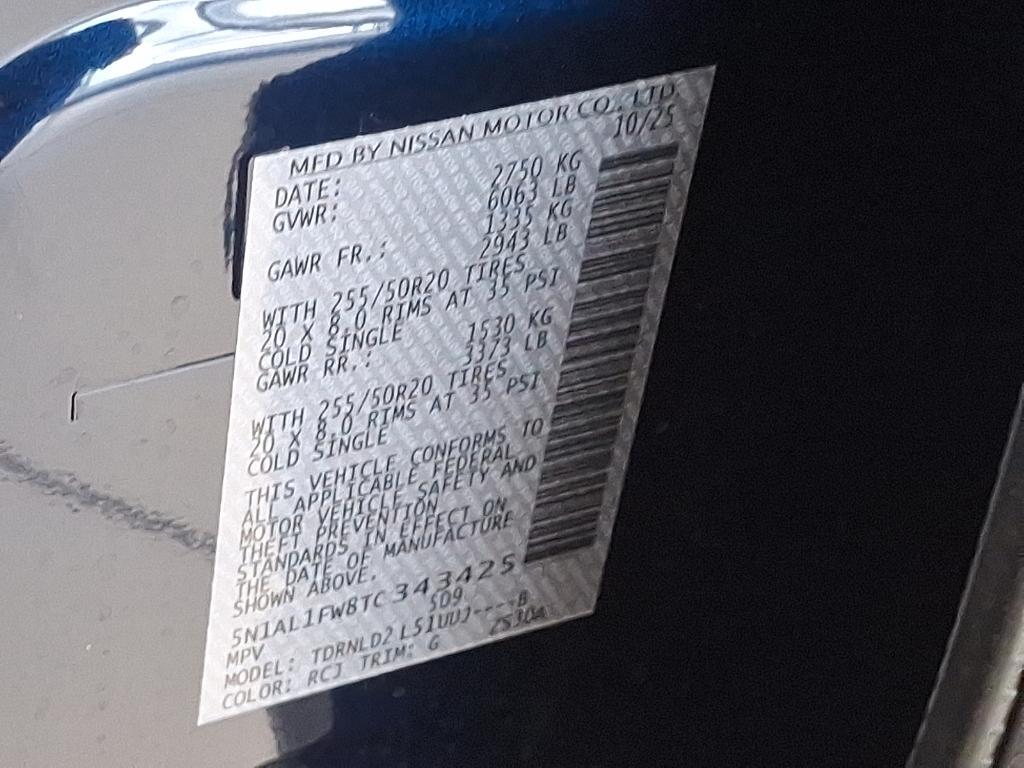 MFD BY NISSAN MOTOR CO., LTD
DATE: 10/25
GVWR: 2750 KG
6063 LB
GAWR FR.: 1335 KG
2943 LB
WITH 255/50R20 TIRES
20 X 8.0 RIMS AT 35 PSI
COLD SINGLE
GAWR RR.: 1530 KG
3373 LB
WITH 255/50R20 TIRES
20 X 8.0 RIMS AT 35 PSI
COLD SINGLE
THIS VEHICLE CONFORMS TO
ALL APPLICABLE FEDERAL
MOTOR VEHICLE SAFETY AND
THEFT PREVENTION
STANDARDS IN EFFECT ON
THE DATE OF MANUFACTURE
SHOWN ABOVE.
5N1AL1FW8TC343425
MPV S09
MODEL: TDRNLD2 L51UUJ----B
COLOR: RCJ TRIM: G